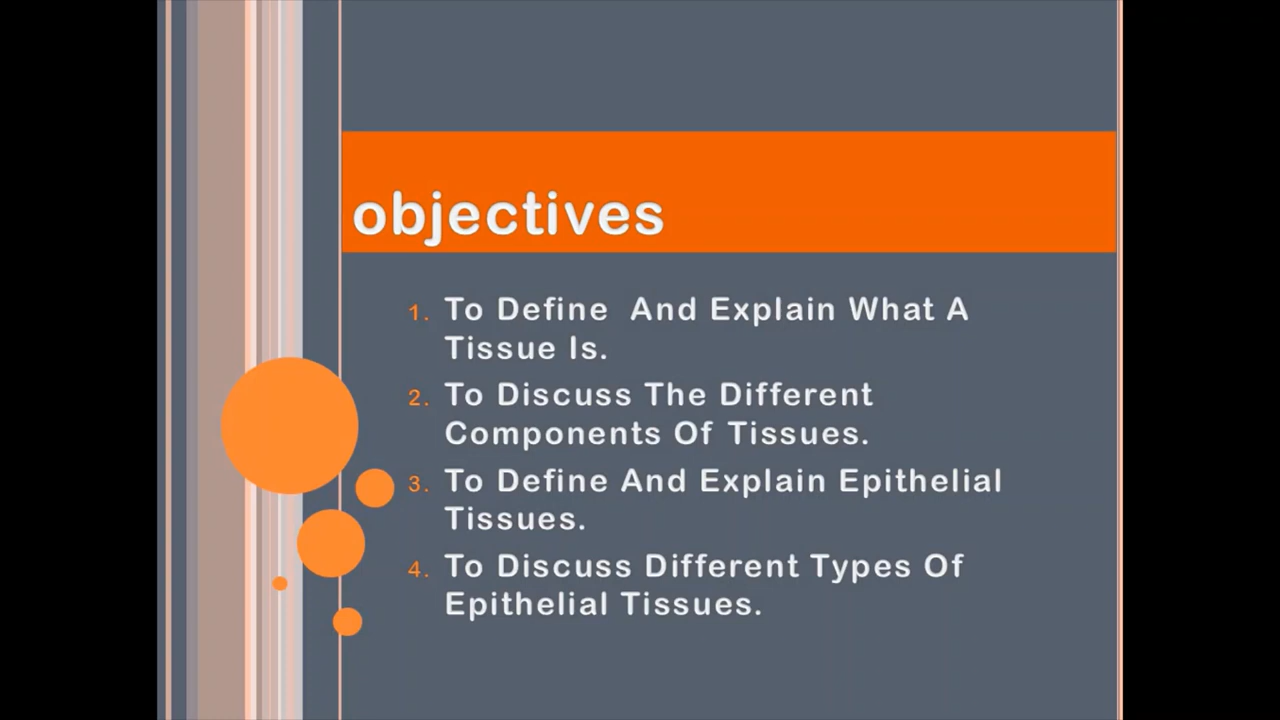 objectives
1. To Define And Explain What A
Tissue Is.
2. To Discuss The Different
Components Of Tissues.
3. To Define And Explain Epithelial
Tissues.
4. To Discuss Different Types Of
Epithelial Tissues.